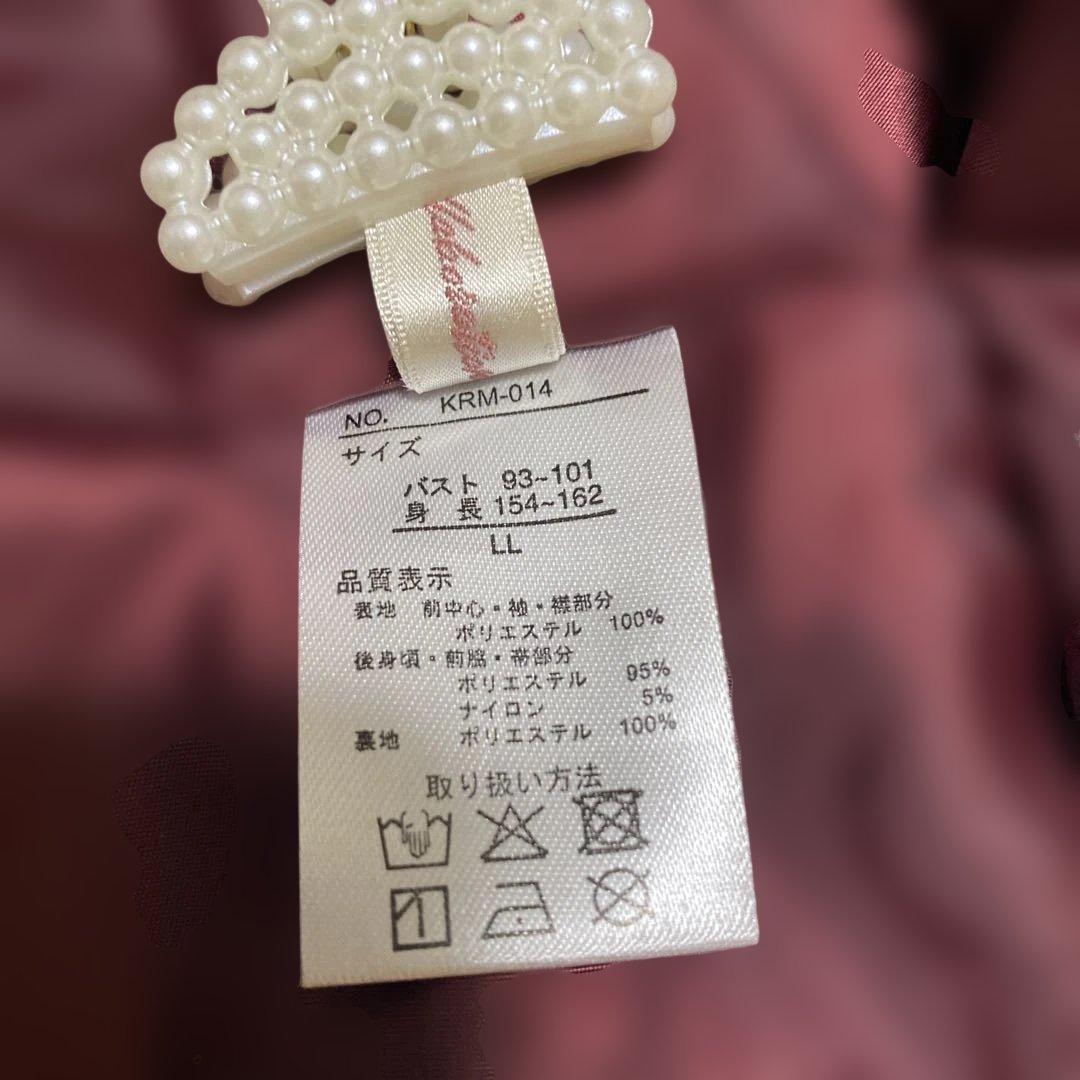 NO. KRM-014
サイズ
バスト 93~101
身 長 154~162
LL
品質表示
表地 前中心・袖・襟部分
ポリエステル 100%
後身頃・前脇・帯部分
ポリエステル 95%
ナイロン 5%
裏地 ポリエステル 100%
取り扱い方法